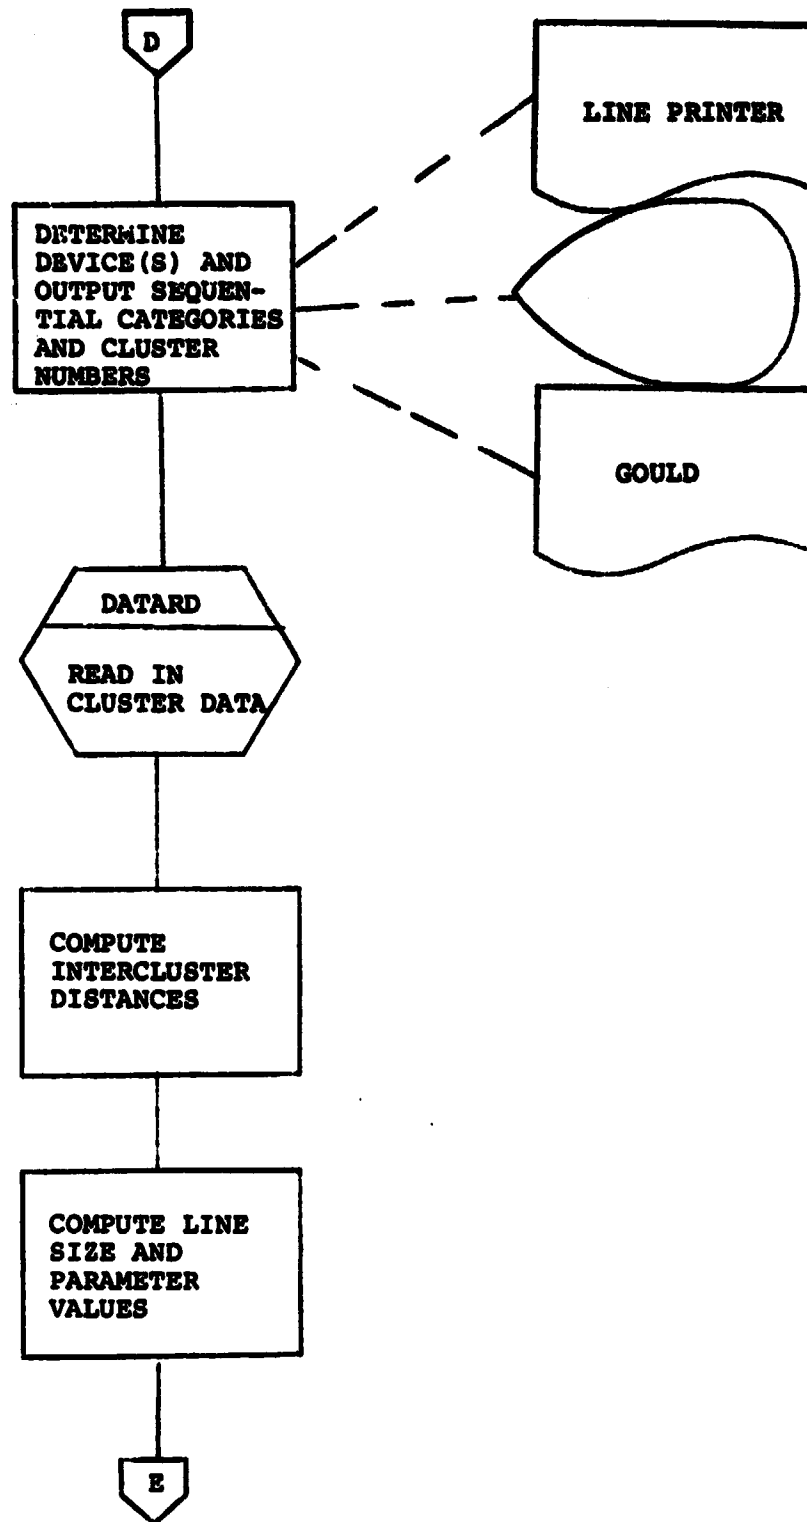 D
LINE PRINTER
DETERMINE
DEVICE(S) AND
OUTPUT SEQUEN-
TIAL CATEGORIES
AND CLUSTER
NUMBERS
GOULD
DATARD
READ IN
CLUSTER DATA
COMPUTE
INTERCLUSTER
DISTANCES
COMPUTE LINE
SIZE AND
PARAMETER
VALUES
E